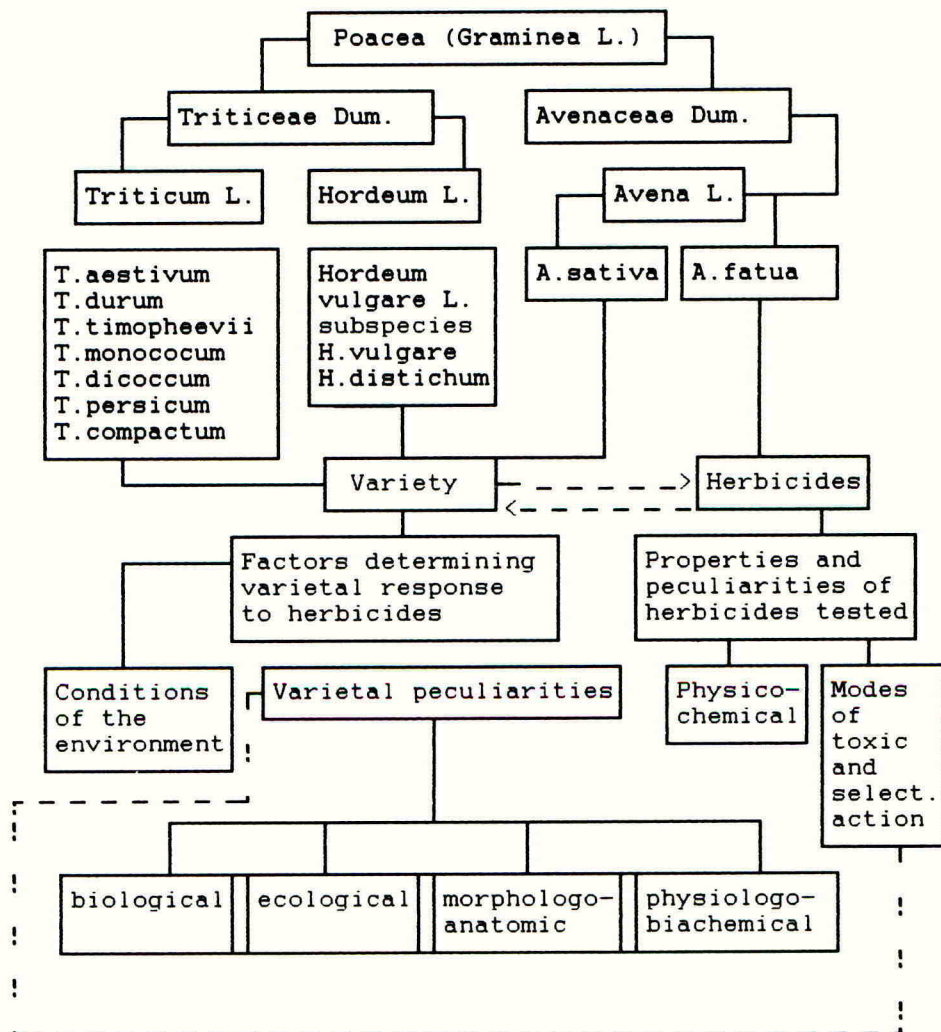 Poacea (Graminea L.)
Triticeae Dum.
Avenaceae Dum.
Triticum L.
Hordeum L.
Avena L.
T.aestivum
T.durum
T.timopheevii
T.monococum
T.dicoccum
T.persicum
T.compactum
Hordeum
vulgare L.
subspecies
H.vulgare
H.distichum
A.sativa
A.fatua
Variety
Herbicides
Factors determining
varietal response
to herbicides
Properties and
peculiarities of
herbicides tested
Conditions
of the
environment
Varietal peculiarities
Physico-
chemical
Modes
of
toxic
and
select.
action
biological
ecological
morphologo-
anatomic
physiologo-
biachemical